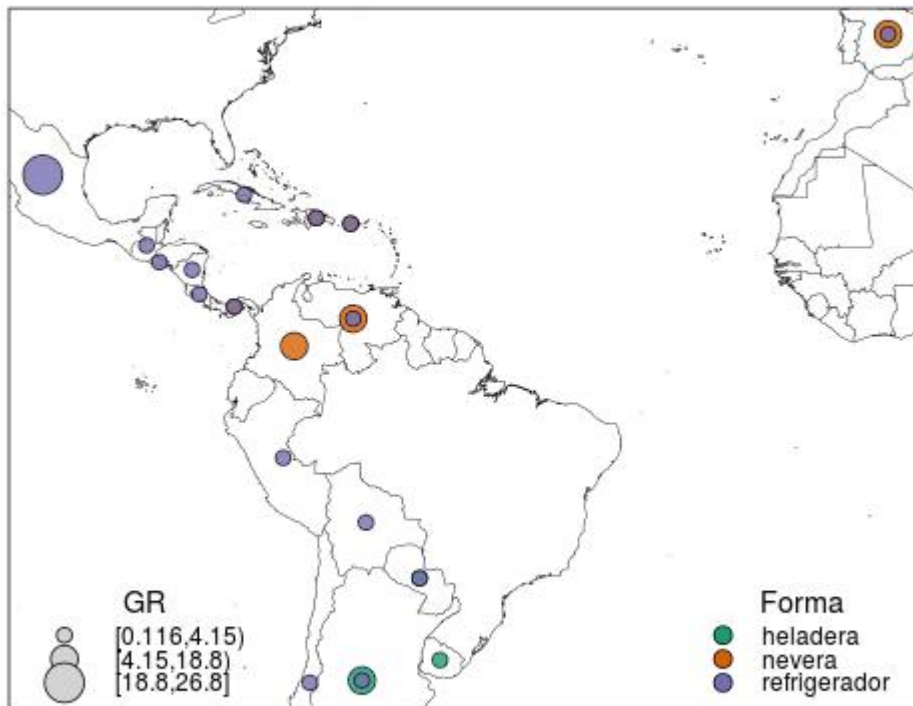 GR
[0.116,4.15)
[4.15,18.8)
[18.8,26.8]
Forma
heladera
nevera
refrigerador